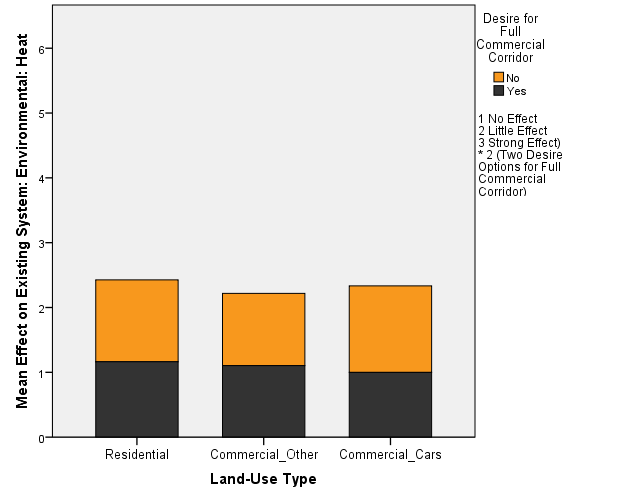 Mean Effect on Existing System: Environmental: Heat
6
5
4
3
2
1
0
Residential
Commercial_Other
Commercial_Cars
Land-Use Type
Desire for
Full
Commercial
Corridor
No
Yes
1 No Effect
2 Little Effect
3 Strong Effect)
* 2 (Two Desire
Options for Full
Commercial
Corridor)